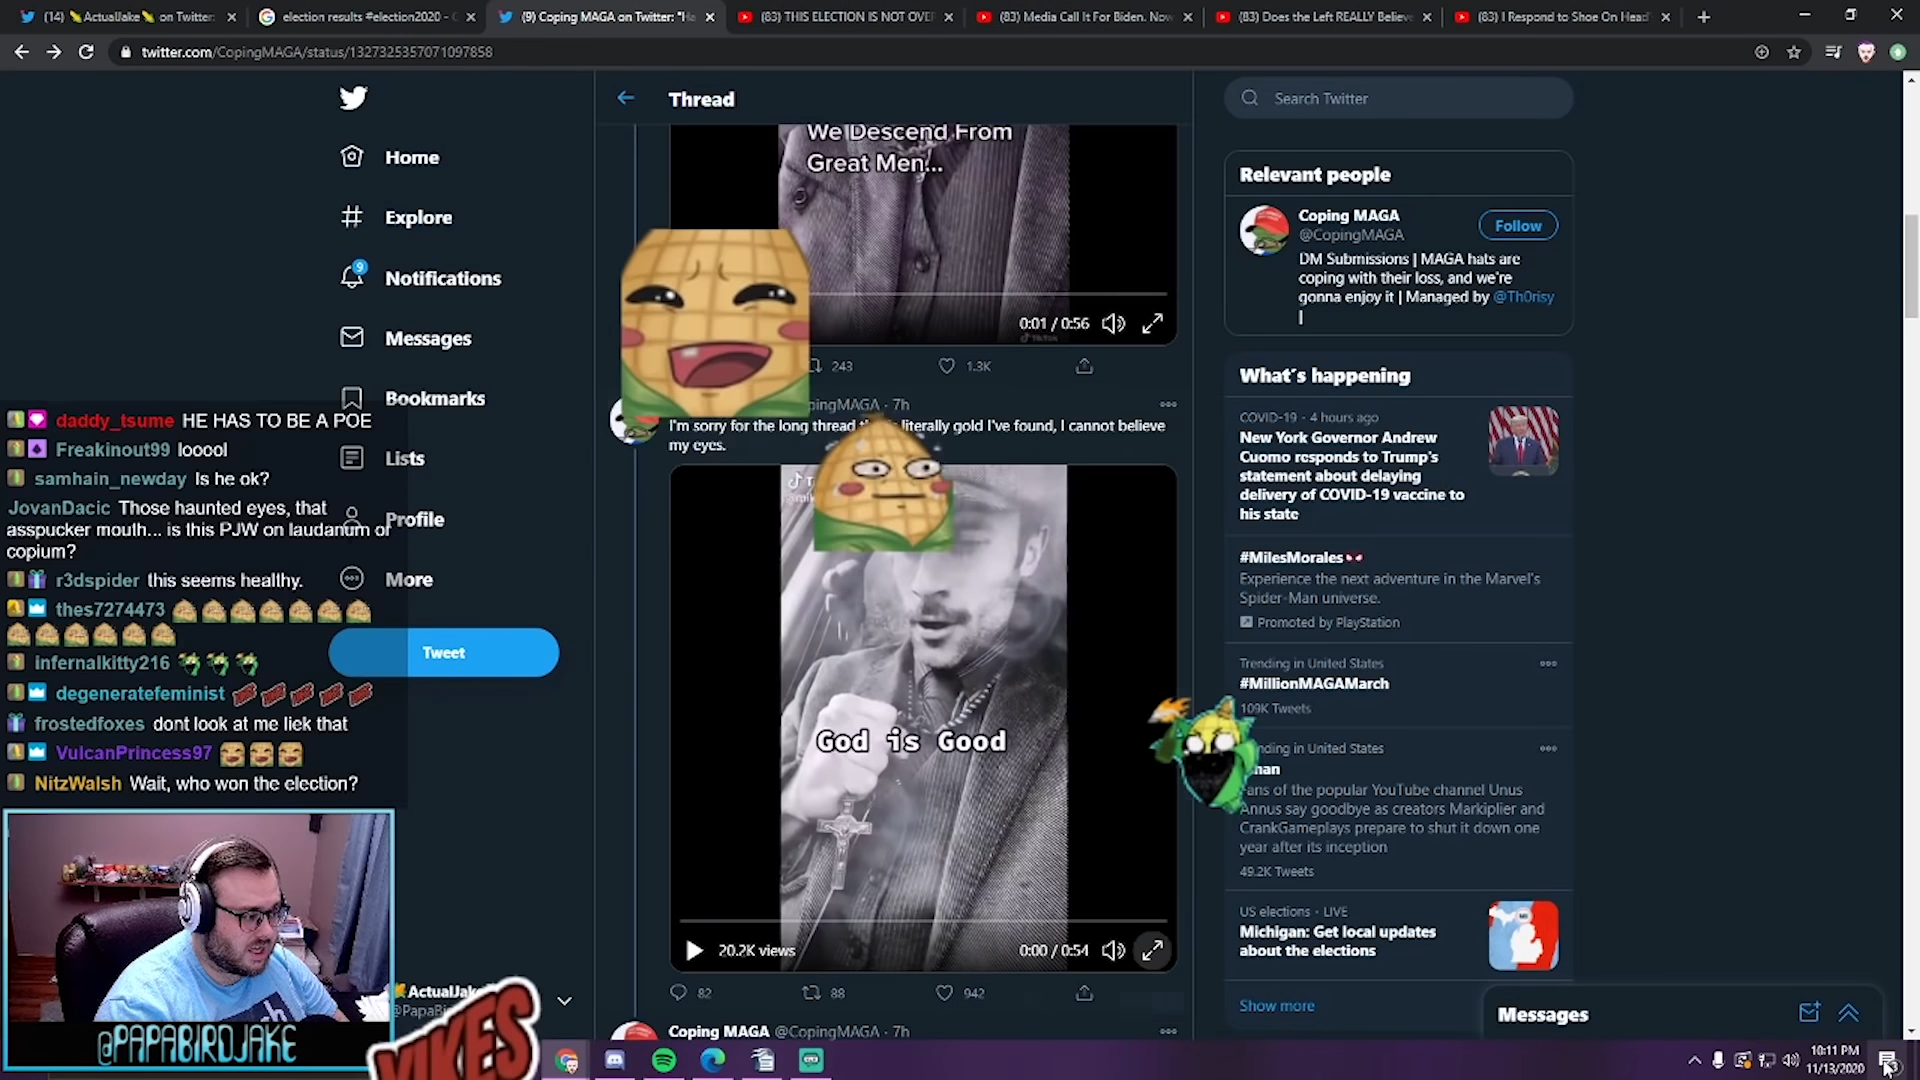 (14) ActualJake on Twitter:
election results #election2020 - G
(9) Coping MAGA on Twitter: "Ha
(83) THIS ELECTION IS NOT OVE
(83) Media Call It For Biden. Now
(83) Does the Left REALLY Believe
(83) I Respond to Shoe On Head
twitter.com/CopingMAGA/status/1327325357071097858
Home
Explore
9
Notifications
Messages
Bookmarks
Lists
Profile
More
Tweet
Thread
We Descend From
Great Men...
0:01 / 0:56
TikTok
243
1.3K
pingMAGA · 7h
I'm sorry for the long thread literally gold I've found, I cannot believe
my eyes.
God is Good
20.2K views
0:00 / 0:54
82
88
942
Coping MAGA @CopingMAGA · 7h
Search Twitter
Relevant people
Coping MAGA
@CopingMAGA
Follow
DM Submissions | MAGA hats are
coping with their loss, and we're
gonna enjoy it | Managed by @Th0risy
|
What's happening
COVID-19 · 4 hours ago
New York Governor Andrew
Cuomo responds to Trump's
statement about delaying
delivery of COVID-19 vaccine to
his state
#MilesMorales
Experience the next adventure in the Marvel's
Spider-Man universe.
Promoted by PlayStation
Trending in United States
#MillionMAGAMarch
109K Tweets
nding in United States
han
Fans of the popular YouTube channel Unus
Annus say goodbye as creators Markiplier and
CrankGameplays prepare to shut it down one
year after its inception
49.2K Tweets
US elections · LIVE
Michigan: Get local updates
about the elections
Show more
Messages
daddy_tsume HE HAS TO BE A POE
Freakinout99 looool
samhain_newday Is he ok?
JovanDacic Those haunted eyes, that
asspucker mouth... is this PJW on laudanum or
copium?
r3dspider this seems healthy.
thes7274473
infernalkitty216
degeneratefeminist
frostedfoxes dont look at me liek that
VulcanPrincess97
NitzWalsh Wait, who won the election?
ActualJak
@PapaBi
@PAPABIRDJAKE
YIKES
10:11 PM
11/13/2020